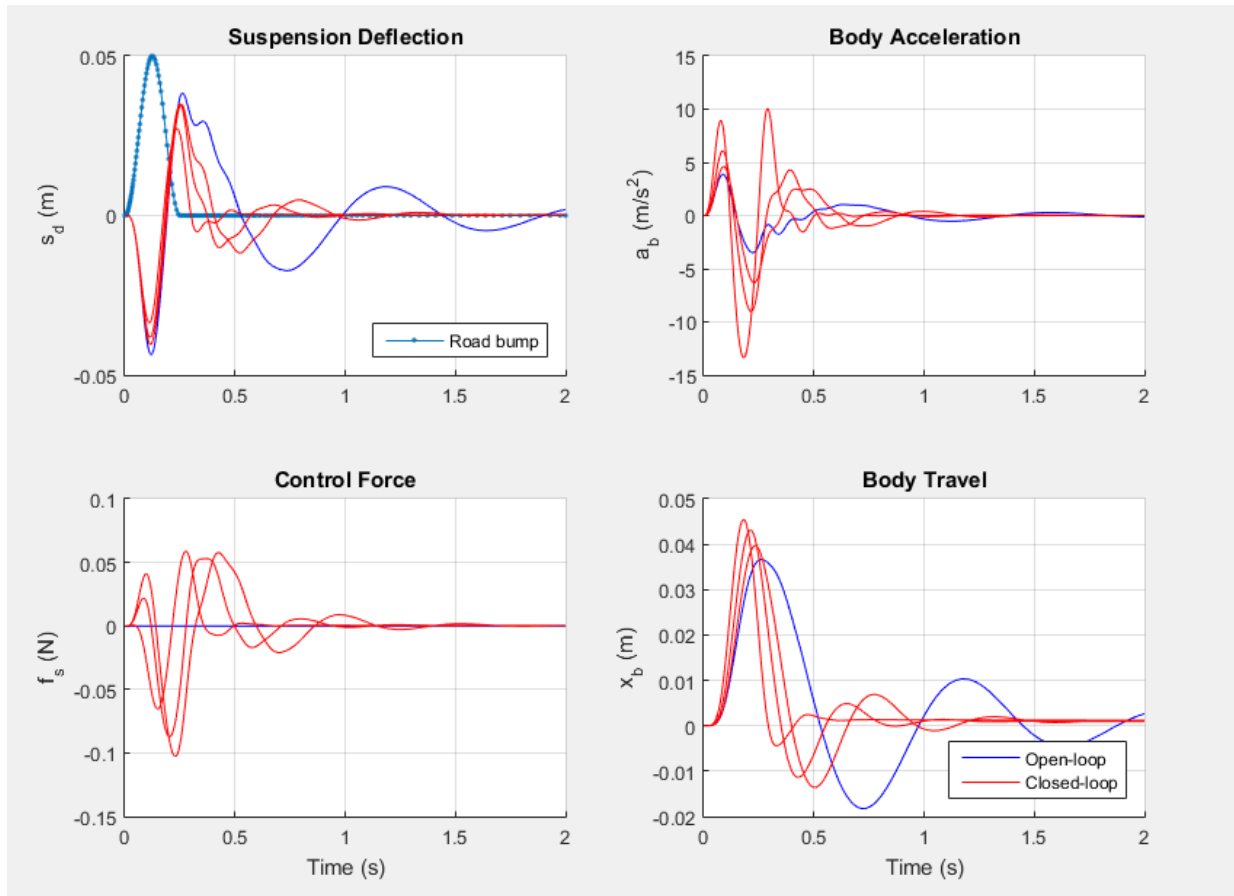 Suspension Deflection
0.05
0
-0.05
s_d (m)
Road bump
0 0.5 1 1.5 2
Body Acceleration
15
10
5
0
-5
-10
-15
a_b (m/s²)
0 0.5 1 1.5 2
Control Force
0.1
0.05
0
-0.05
-0.1
-0.15
f_s (N)
0 0.5 1 1.5 2
Time (s)
Body Travel
0.05
0.04
0.03
0.02
0.01
0
-0.01
-0.02
x_b (m)
Open-loop
Closed-loop
0 0.5 1 1.5 2
Time (s)